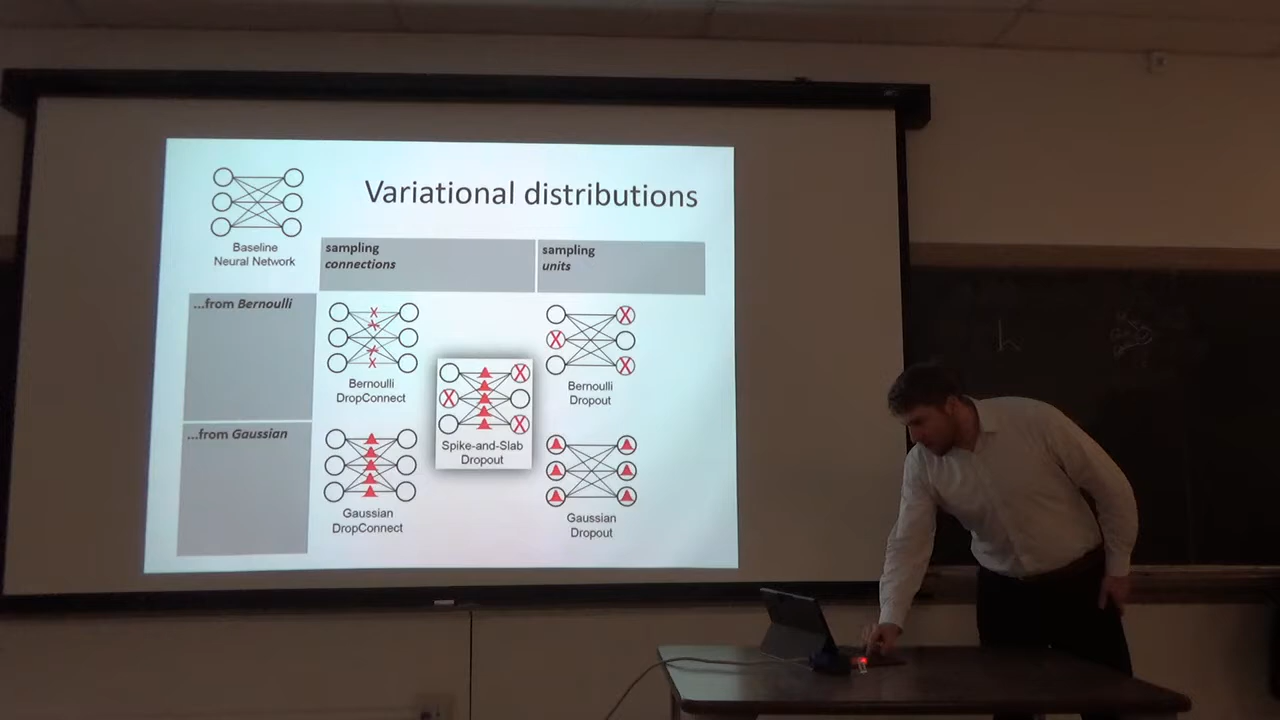 Variational distributions
Baseline
Neural Network
sampling
connections
sampling
units
...from Bernoulli
Bernoulli
DropConnect
Bernoulli
Dropout
Spike-and-Slab
Dropout
...from Gaussian
Gaussian
DropConnect
Gaussian
Dropout
h